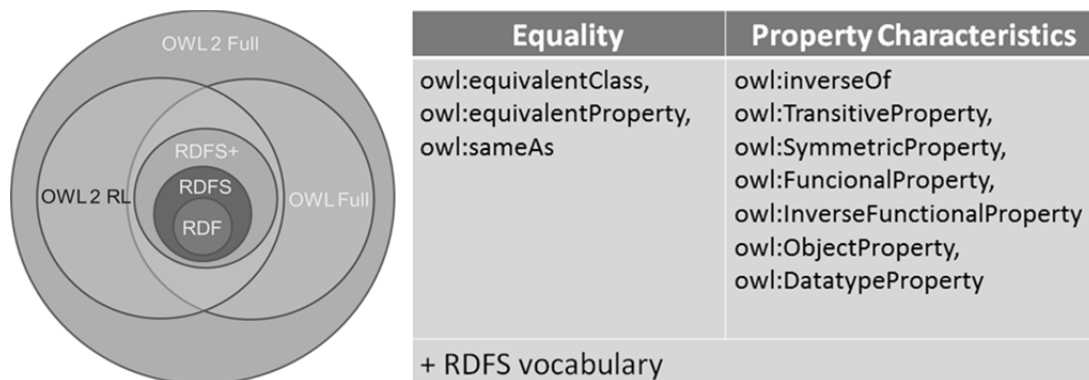 OWL 2 Full
RDFS+
RDFS
OWL 2 RL
OWL Full
RDF
Equality
Property Characteristics
owl:equivalentClass,
owl:equivalentProperty,
owl:sameAs
owl:inverseOf
owl:TransitiveProperty,
owl:SymmetricProperty,
owl:FuncionalProperty,
owl:InverseFunctionalProperty
owl:ObjectProperty,
owl:DatatypeProperty
+ RDFS vocabulary